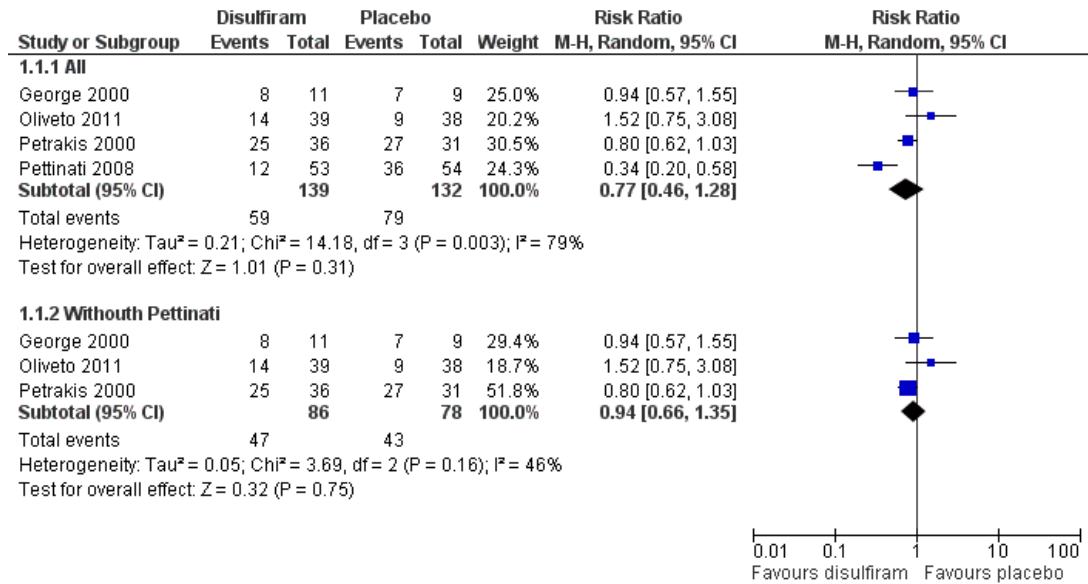 Disulfiram Placebo Risk Ratio Risk Ratio
Study or Subgroup Events Total Events Total Weight M-H, Random, 95% CI M-H, Random, 95% CI
1.1.1 All
George 2000 8 11 7 9 25.0% 0.94 [0.57, 1.55]
Oliveto 2011 14 39 9 38 20.2% 1.52 [0.75, 3.08]
Petrakis 2000 25 36 27 31 30.5% 0.80 [0.62, 1.03]
Pettinati 2008 12 53 36 54 24.3% 0.34 [0.20, 0.58]
Subtotal (95% CI) 139 132 100.0% 0.77 [0.46, 1.28]
Total events 59 79
Heterogeneity: Tau² = 0.21; Chi² = 14.18, df = 3 (P = 0.003); I² = 79%
Test for overall effect: Z = 1.01 (P = 0.31)
1.1.2 Withouth Pettinati
George 2000 8 11 7 9 29.4% 0.94 [0.57, 1.55]
Oliveto 2011 14 39 9 38 18.7% 1.52 [0.75, 3.08]
Petrakis 2000 25 36 27 31 51.8% 0.80 [0.62, 1.03]
Subtotal (95% CI) 86 78 100.0% 0.94 [0.66, 1.35]
Total events 47 43
Heterogeneity: Tau² = 0.05; Chi² = 3.69, df = 2 (P = 0.16); I² = 46%
Test for overall effect: Z = 0.32 (P = 0.75)
0.01 0.1 1 10 100
Favours disulfiram Favours placebo